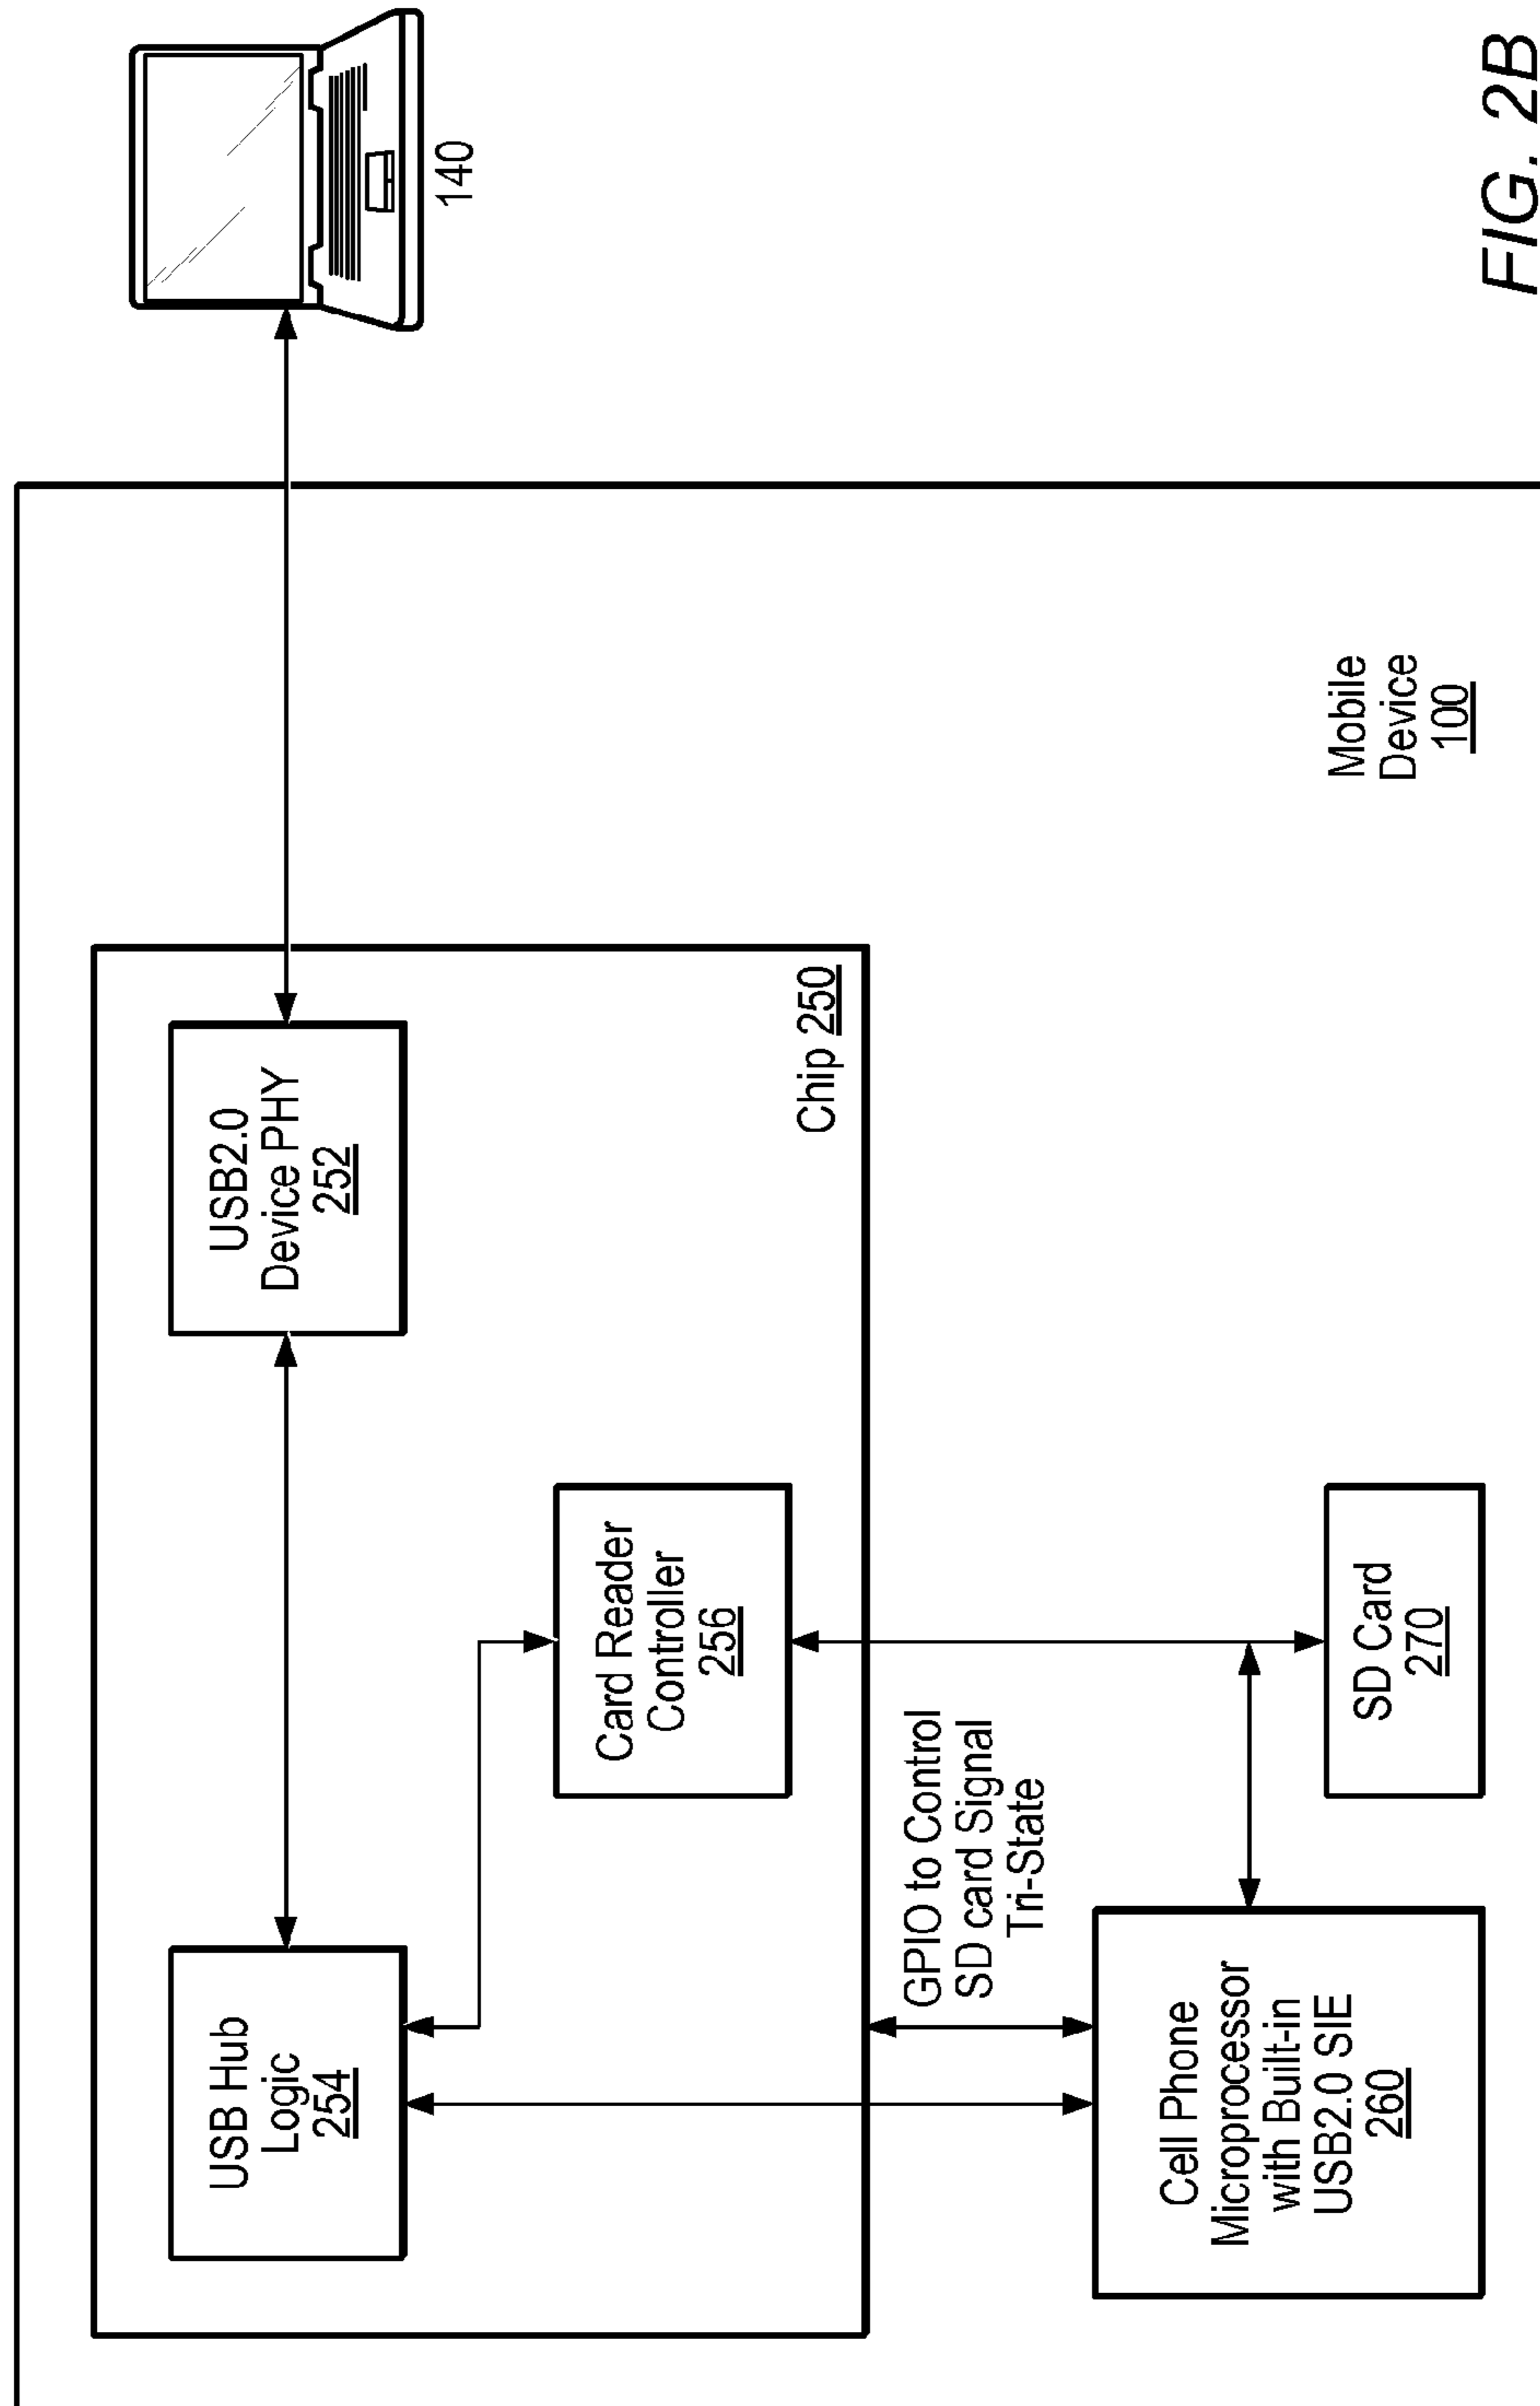 140
USB Hub
Logic
254
USB2.0
Device PHY
252
Card Reader
Controller
256
Chip 250
GPIO to Control
SD card Signal
Tri-State
Cell Phone
Microprocessor
with Built-in
USB2.0 SIE
260
SD Card
270
Mobile
Device
100
FIG. 2B